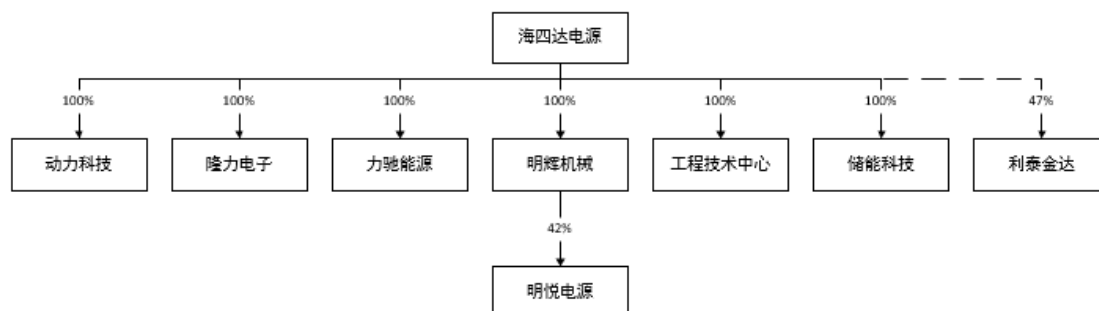 海四达电源
100% 100% 100% 100% 100% 100% 47%
动力科技 隆力电子 力驰能源 明辉机械 工程技术中心 储能科技 利泰金达
42%
明悦电源